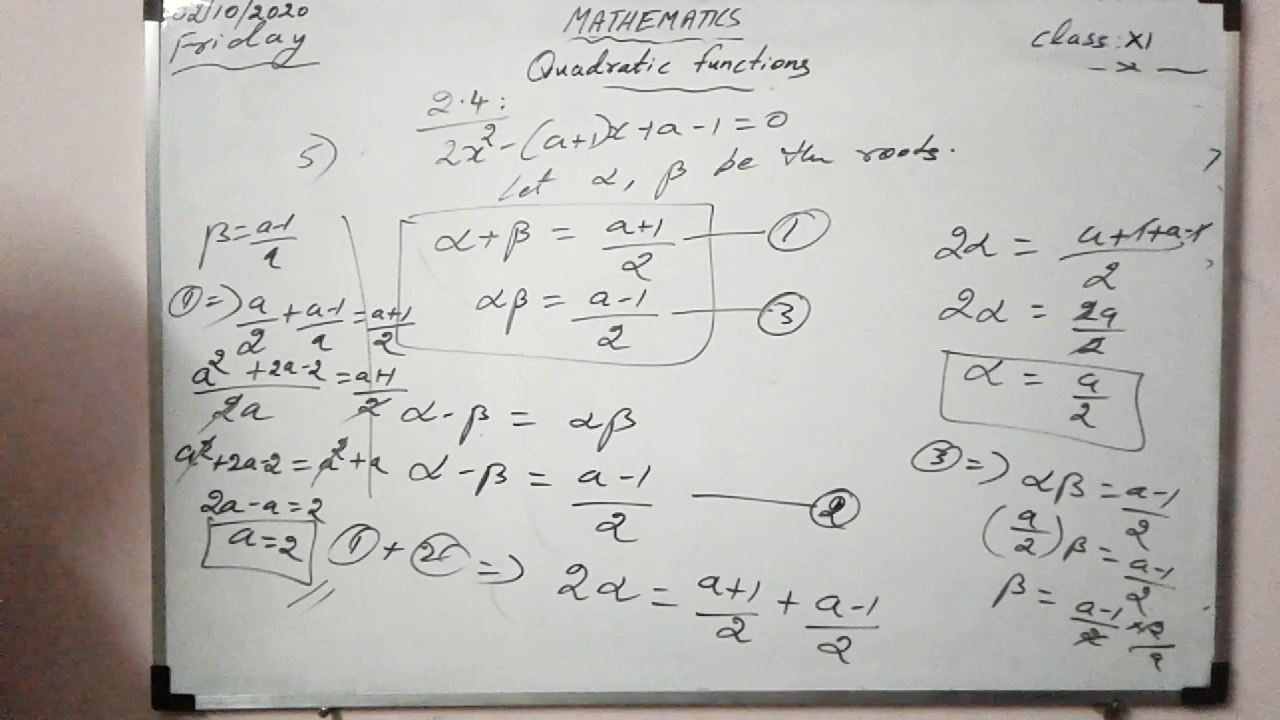 02/10/2020
Friday
MATHEMATICS
Quadratic functions
Class: XI
— x —
2.4:
5) 2x² - (a+1)x + a - 1 = 0
Let α, β be the roots.
α + β = a+1/2 — ①
αβ = a-1/2 — ③
α - β = αβ
α - β = a-1/2 — ②
① + ② => 2α = a+1/2 + a-1/2
2α = a+1+a-1/2
2α = 2a/2
α = a/2
③ => αβ = a-1/2
(a/2)β = a-1/2
β = a-1/2 × 2/a
β = a-1/a
① => a/2 + a-1/a = a+1/2
a² + 2a - 2/2a = a+1/2
a² + 2a - 2 = a² + a
2a - a = 2
a = 2